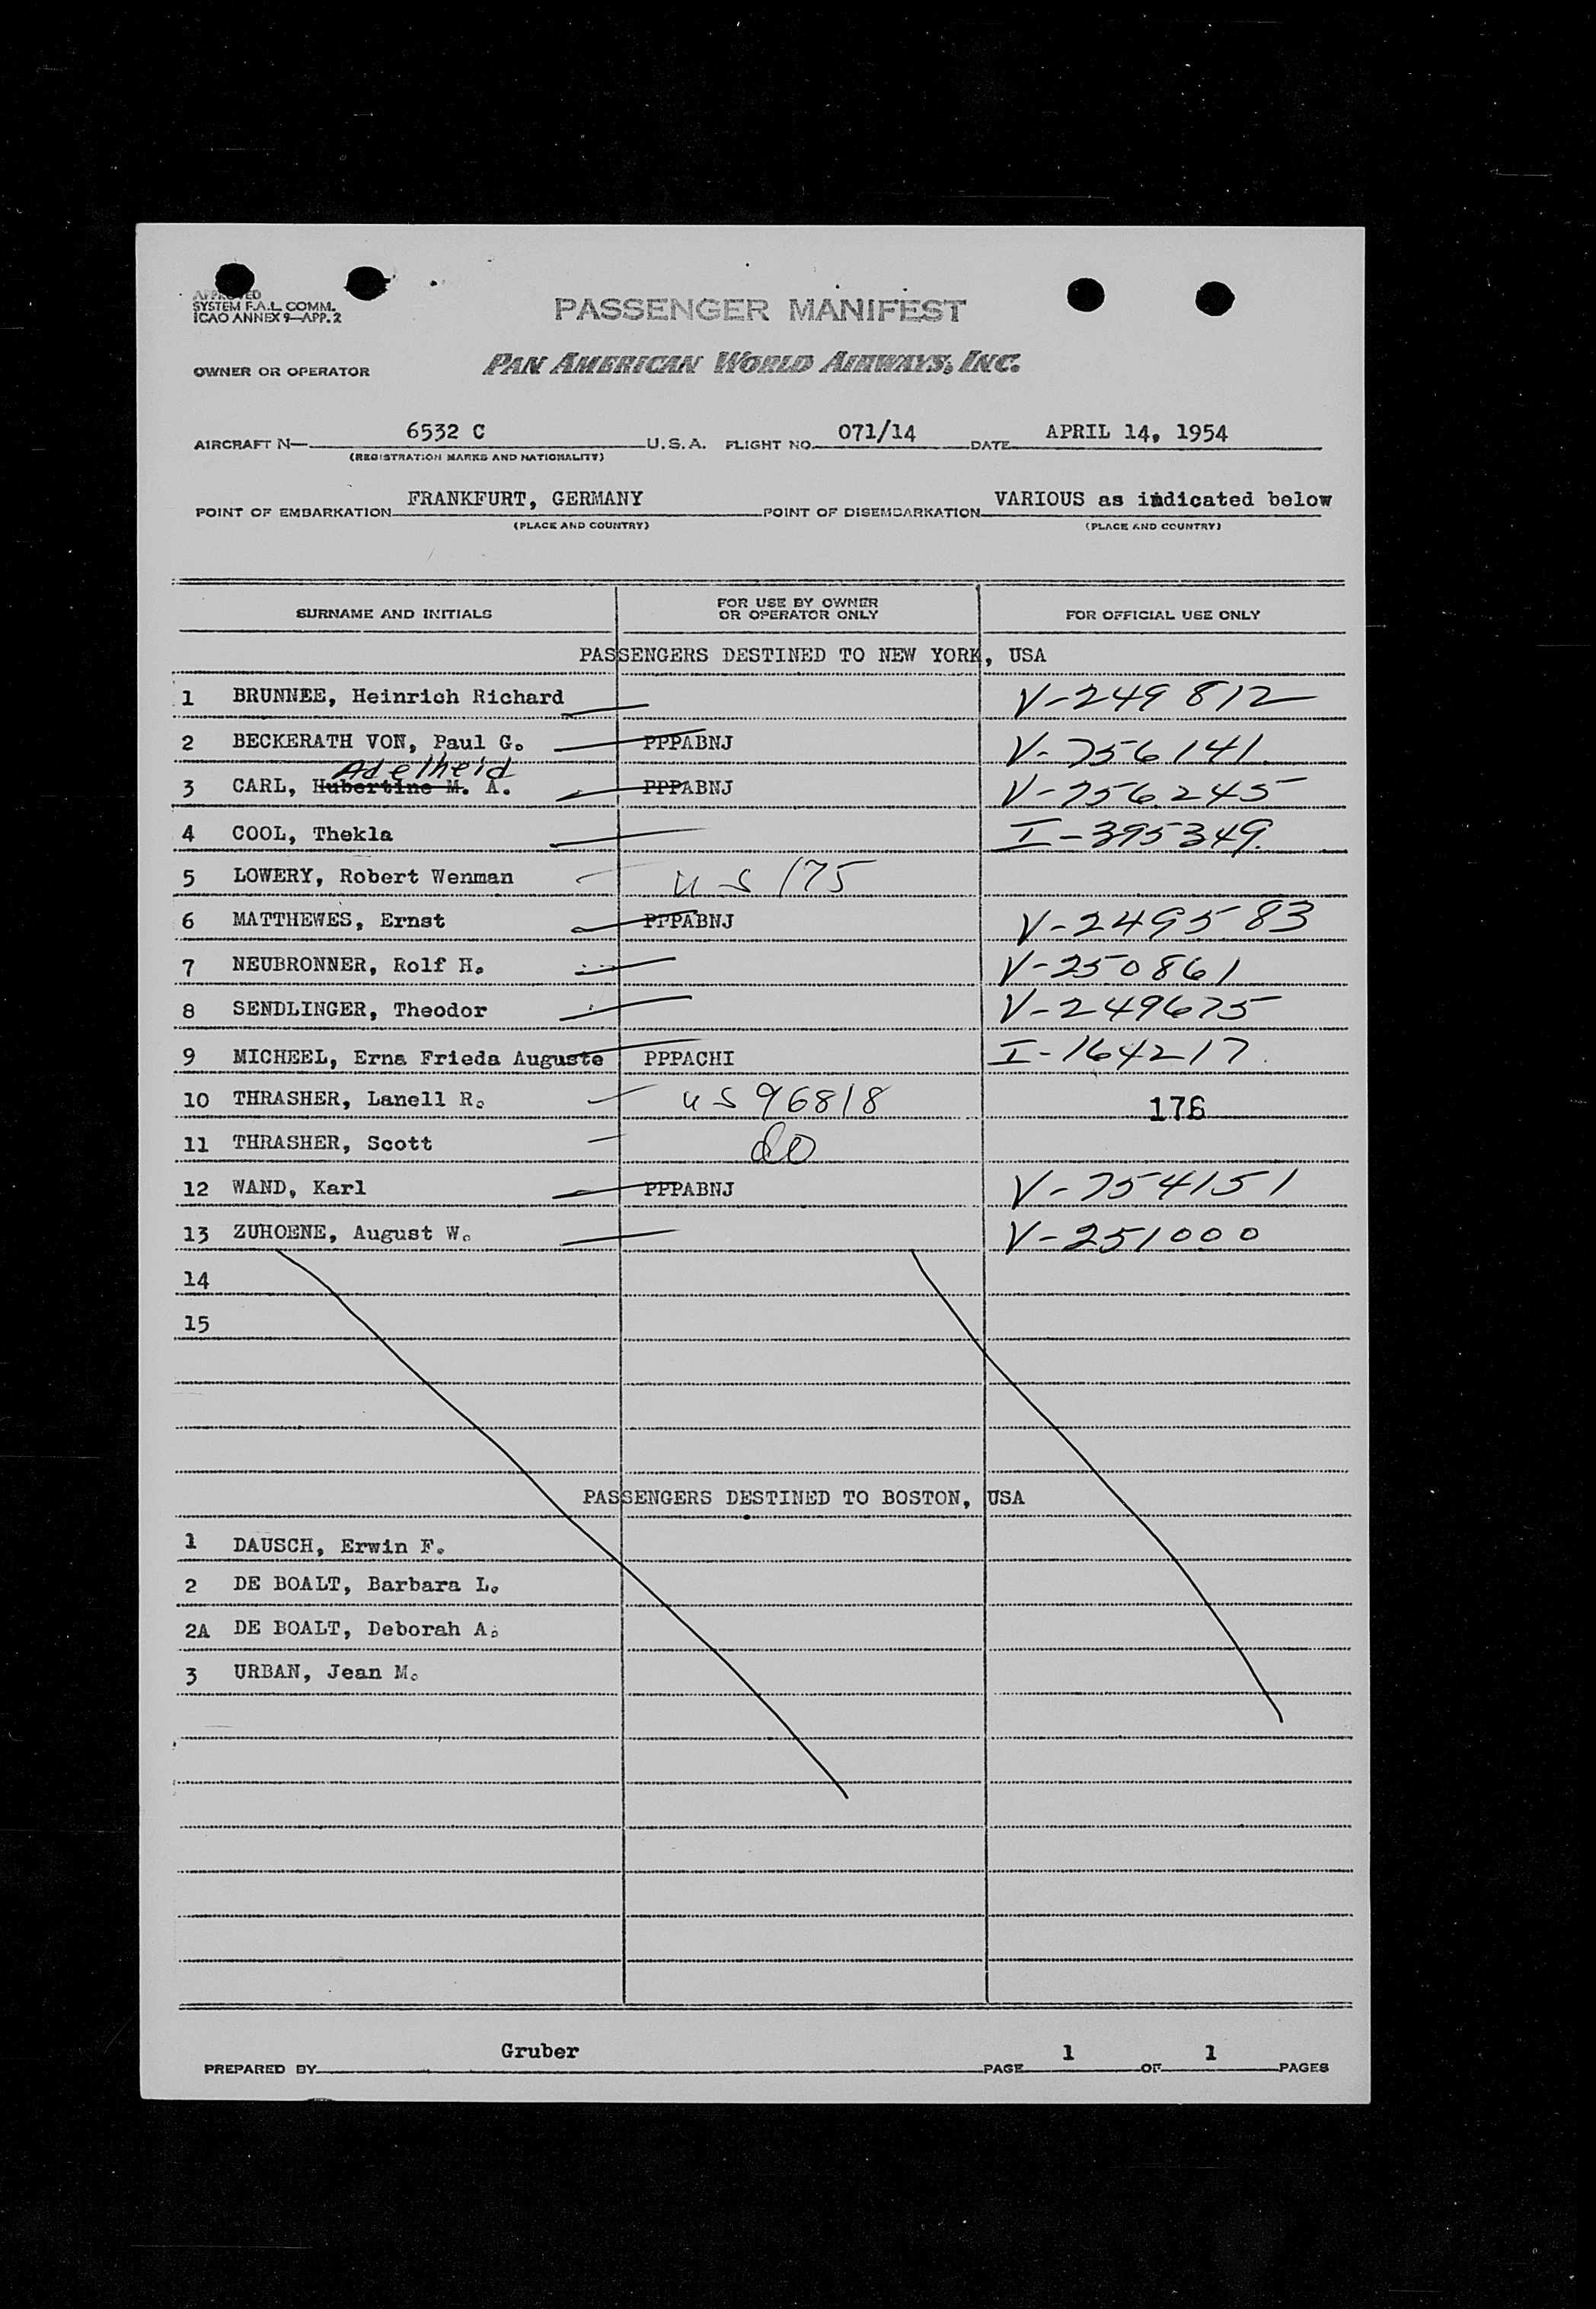 APPROVED
SYSTEM F.A.L. COMM.
ICAO ANNEX 9—APP. 2
PASSENGER MANIFEST
OWNER OR OPERATOR PAN AMERICAN WORLD AIRWAYS, INC.
AIRCRAFT N— 6532 C U.S.A. FLIGHT NO. 071/14 DATE APRIL 14, 1954
(REGISTRATION MARKS AND NATIONALITY)
POINT OF EMBARKATION FRANKFURT, GERMANY POINT OF DISEMBARKATION VARIOUS as indicated below
(PLACE AND COUNTRY) (PLACE AND COUNTRY)
SURNAME AND INITIALS FOR USE BY OWNER OR OPERATOR ONLY FOR OFFICIAL USE ONLY
PASSENGERS DESTINED TO NEW YORK, USA
1 BRUNNEE, Heinrich Richard V-249812
2 BECKERATH VON, Paul G. PPPABNJ V-756141
Adelheid
3 CARL, Hubertine M. A. PPPABNJ V-756245
4 COOL, Thekla I-395349.
5 LOWERY, Robert Wenman US 175
6 MATTHEWES, Ernst PPPABNJ V-249583
7 NEUBRONNER, Rolf H. V-250861
8 SENDLINGER, Theodor V-249675
9 MICHEEL, Erna Frieda Auguste PPPACHI I-164217
10 THRASHER, Lanell R. US 96818 176
11 THRASHER, Scott do
12 WAND, Karl PPPABNJ V-754151
13 ZUHOENE, August W. V-251000
14
15
PASSENGERS DESTINED TO BOSTON, USA
1 DAUSCH, Erwin F.
2 DE BOALT, Barbara L.
2A DE BOALT, Deborah A.
3 URBAN, Jean M.
PREPARED BY Gruber PAGE 1 OF 1 PAGES